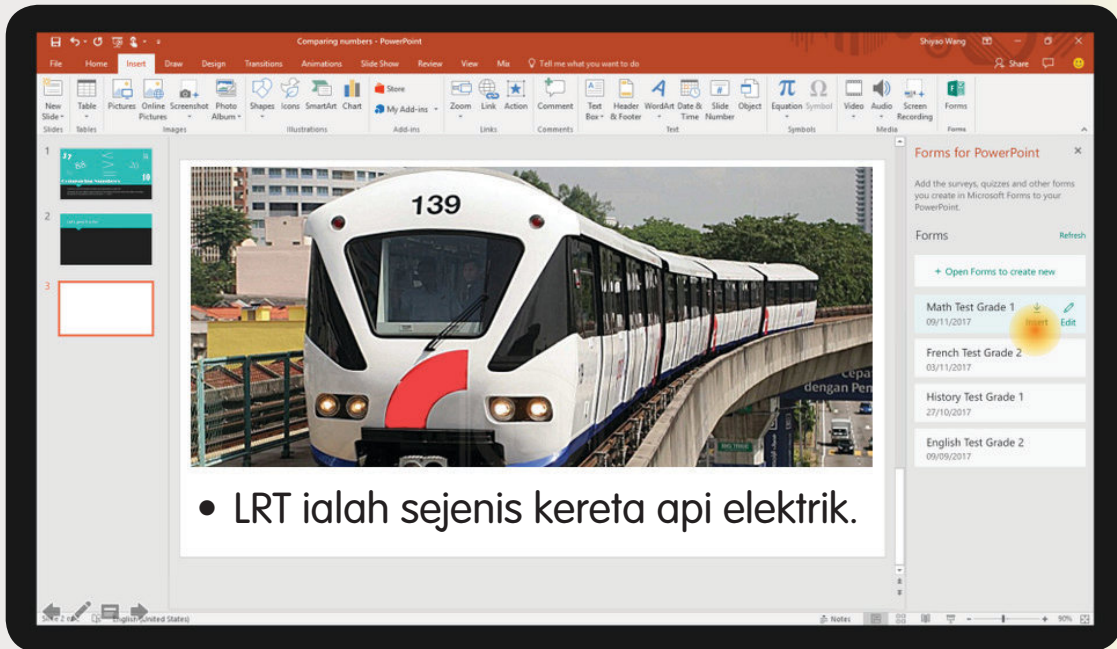 Comparing numbers - PowerPoint
Shiyao Wang
File Home Insert Draw Design Transitions Animations Slide Show Review View Mix Tell me what you want to do
Share
New Slide
Table
Pictures
Online Pictures
Screenshot
Photo Album
Shapes
Icons
SmartArt
Chart
Store
My Add-ins
Zoom
Link
Action
Comment
Text Box
Header & Footer
WordArt
Date & Time
Slide Number
Object
Equation
Symbol
Video
Audio
Screen Recording
Forms
Slides Tables Images Illustrations Add-ins Links Comments Text Symbols Media Forms
1
2
3
139
dengan Pen
• LRT ialah sejenis kereta api elektrik.
Forms for PowerPoint
Add the surveys, quizzes and other forms
you create in Microsoft Forms to your
PowerPoint.
Forms
Refresh
+ Open Forms to create new
Math Test Grade 1
09/11/2017
Insert Edit
French Test Grade 2
03/11/2017
History Test Grade 1
27/10/2017
English Test Grade 2
09/09/2017
English (United States)
Notes
90%